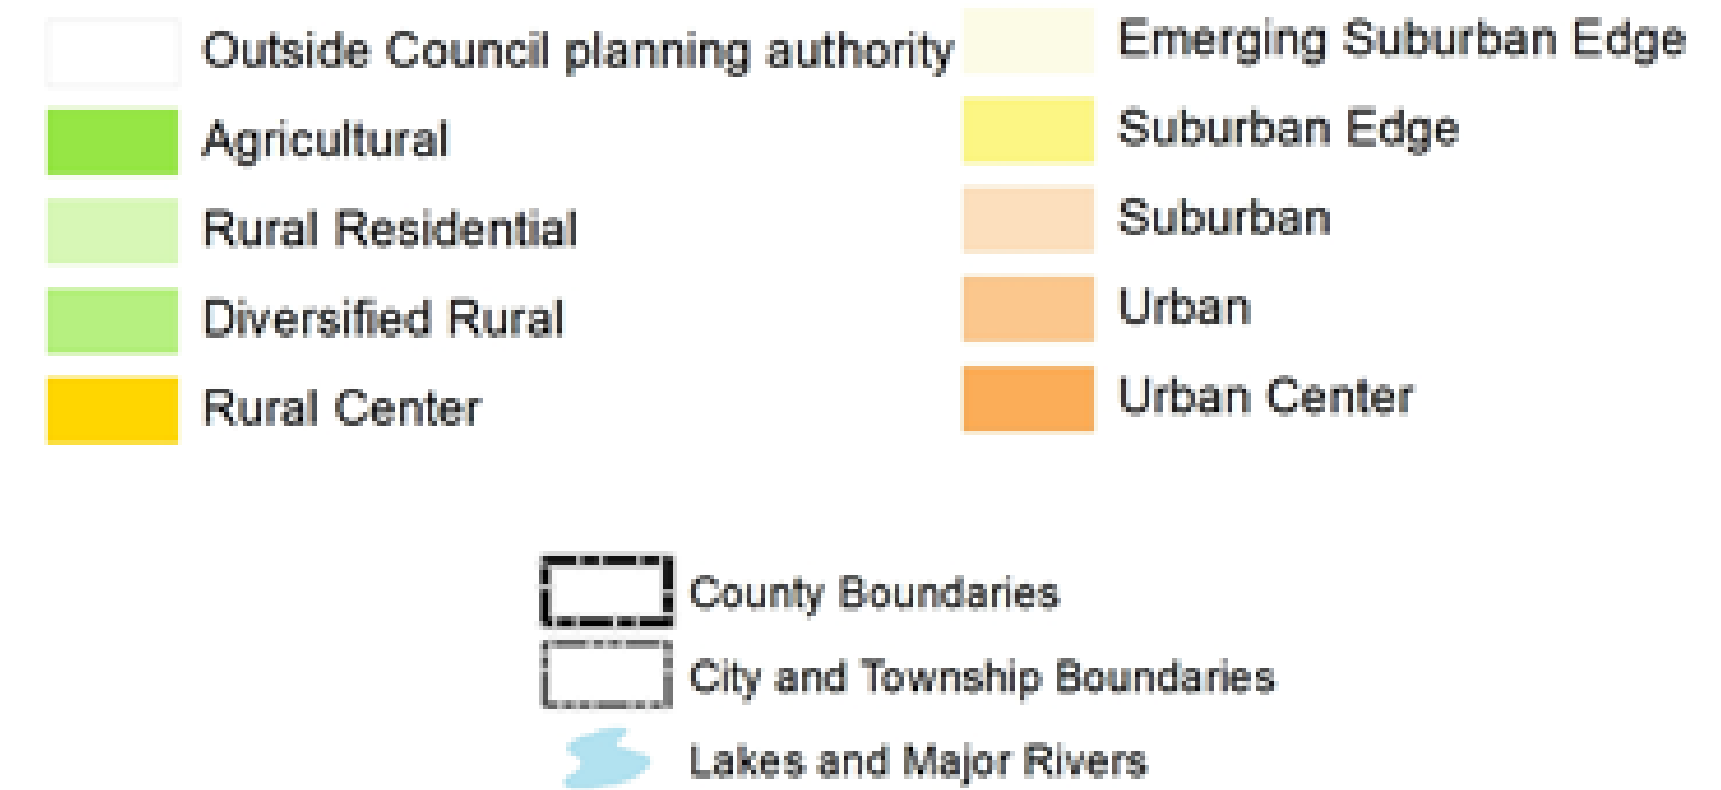 Outside Council planning authority
Agricultural
Rural Residential
Diversified Rural
Rural Center
Emerging Suburban Edge
Suburban Edge
Suburban
Urban
Urban Center
County Boundaries
City and Township Boundaries
Lakes and Major Rivers